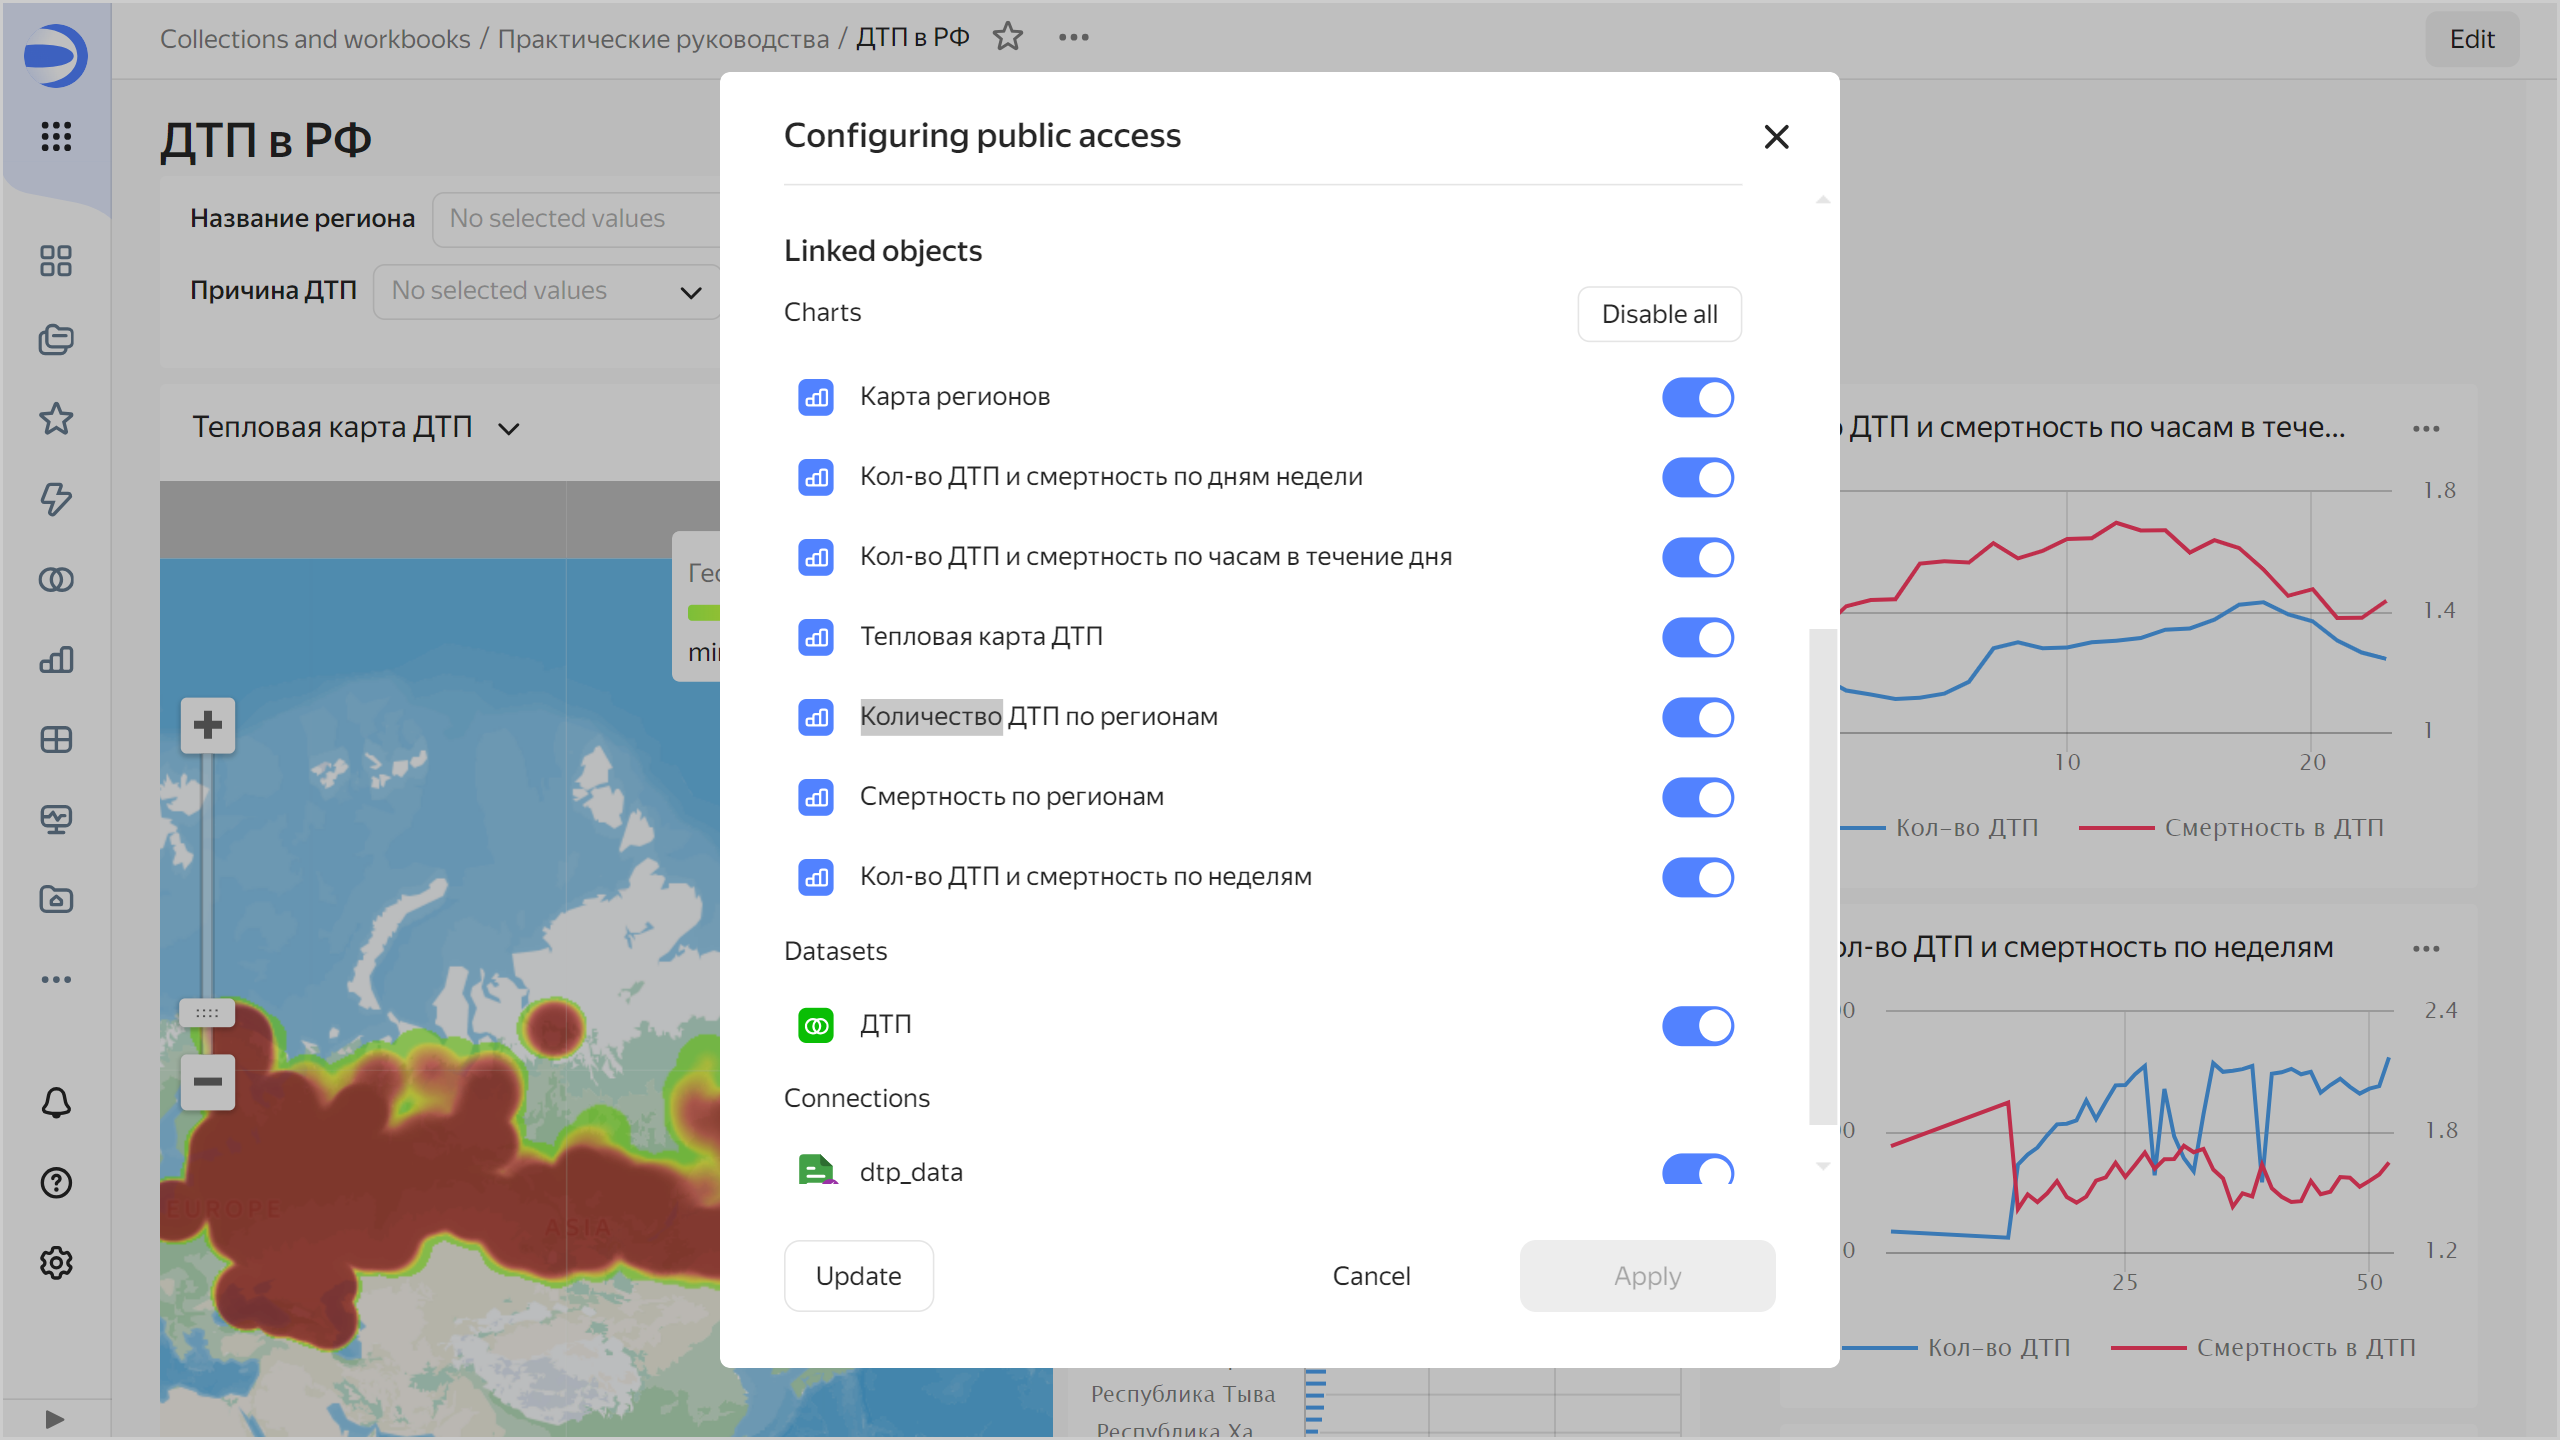 Collections and workbooks / Практические руководства / ДТП в РФ
Edit
ДТП в РФ
Название региона No selected values
Причина ДТП No selected values
Тепловая карта ДТП
EUROPE
ASIA
Республика Тыва
Республика Ха
Configuring public access
Linked objects
Charts
Disable all
Карта регионов
Кол-во ДТП и смертность по дням недели
Кол-во ДТП и смертность по часам в течение дня
Тепловая карта ДТП
Количество ДТП по регионам
Смертность по регионам
Кол-во ДТП и смертность по неделям
Datasets
ДТП
Connections
dtp_data
Update
Cancel
Apply
ДТП и смертность по часам в тече...
1.8
1.4
1
10 20
Кол-во ДТП Смертность в ДТП
ол-во ДТП и смертность по неделям
0 2.4
0 1.8
0 1.2
25 50
Кол-во ДТП Смертность в ДТП